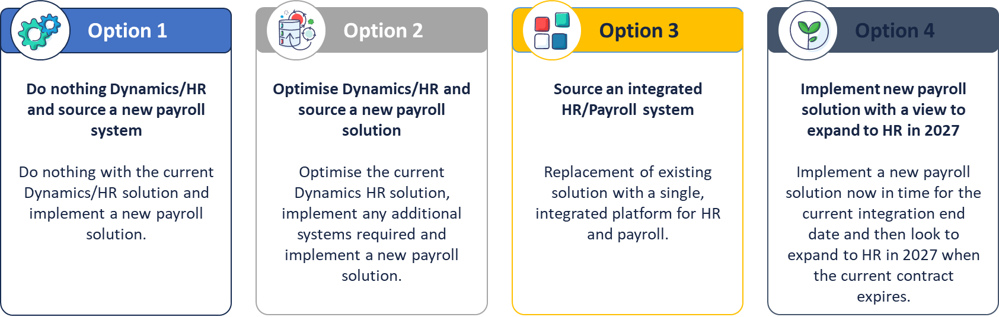 Option 1
Do nothing Dynamics/HR
and source a new payroll
system
Do nothing with the current
Dynamics/HR solution and
implement a new payroll
solution.
Option 2
Optimise Dynamics/HR and
source a new payroll
solution
Optimise the current
Dynamics HR solution,
implement any additional
systems required and
implement a new payroll
solution.
Option 3
Source an integrated
HR/Payroll system
Replacement of existing
solution with a single,
integrated platform for HR
and payroll.
Option 4
Implement new payroll
solution with a view to
expand to HR in 2027
Implement a new payroll
solution now in time for the
current integration end
date and then look to
expand to HR in 2027 when
the current contract
expires.